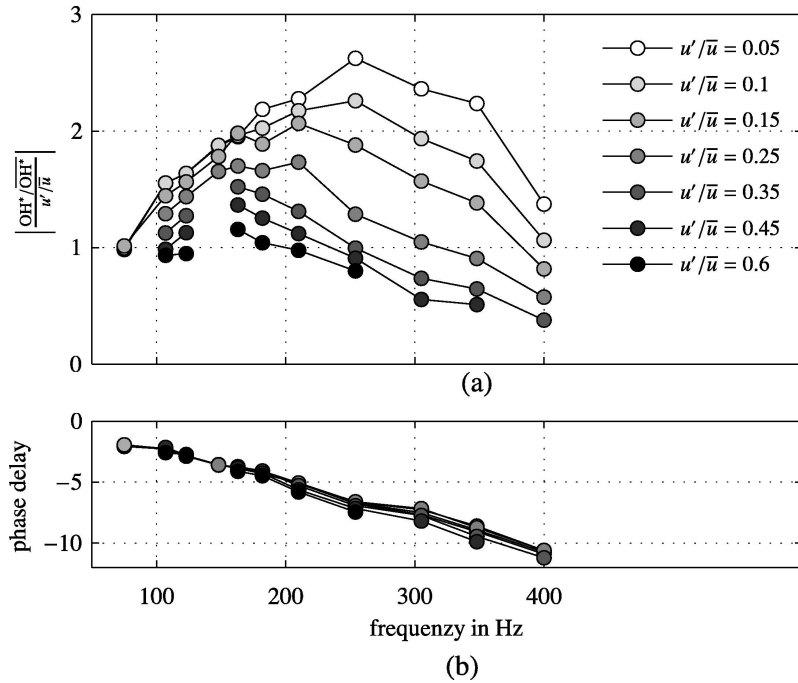 3
2
1
0
|OH*/O̅H̅*̅ / u′/u̅|
u′/u̅ = 0.05
u′/u̅ = 0.1
u′/u̅ = 0.15
u′/u̅ = 0.25
u′/u̅ = 0.35
u′/u̅ = 0.45
u′/u̅ = 0.6
(a)
0
−5
−10
phase delay
100 200 300 400
frequenzy in Hz
(b)